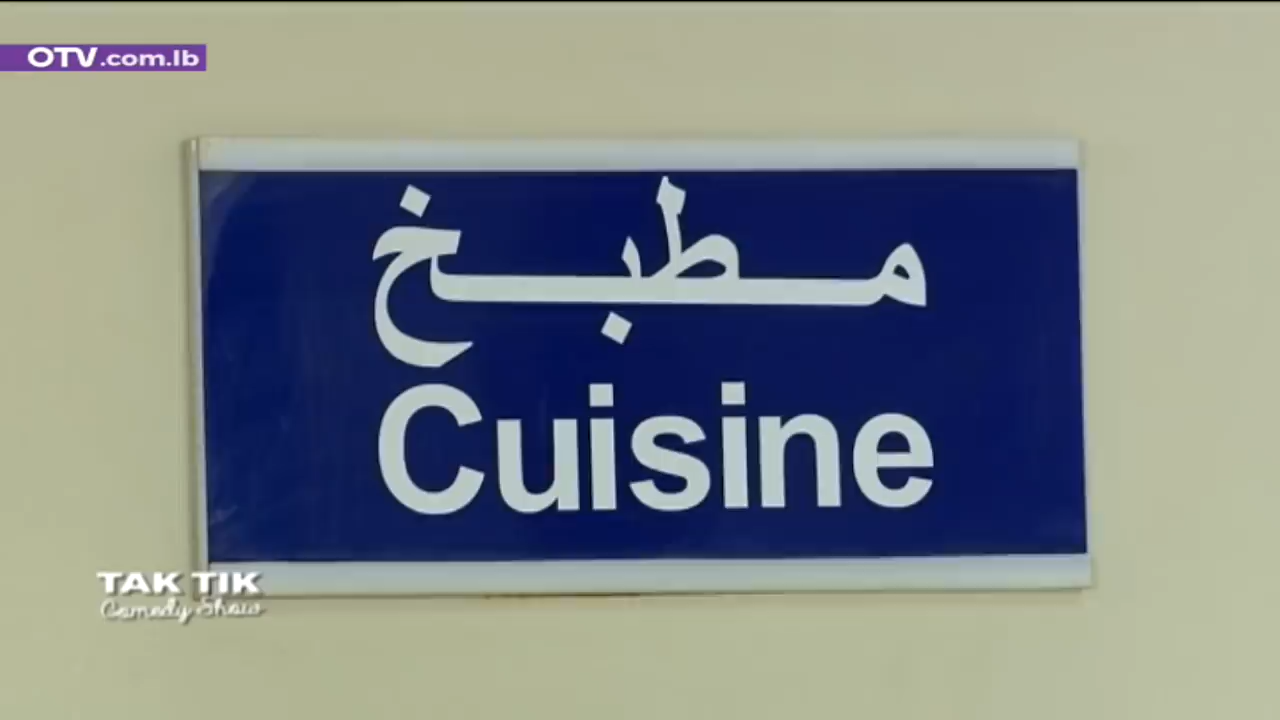 OTV.com.lb
مطبخ
Cuisine
TAK TIK
Comedy Show